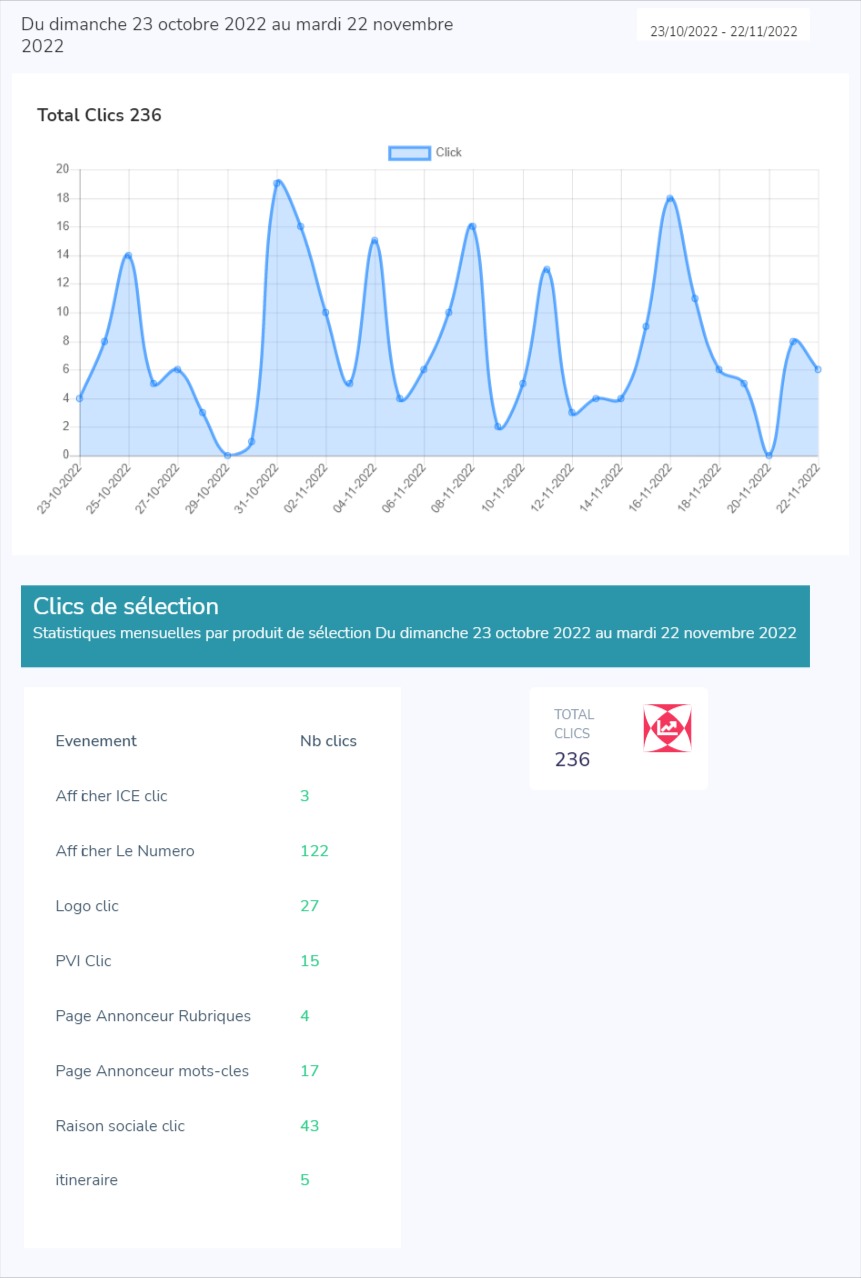 Du dimanche 23 octobre 2022 au mardi 22 novembre
2022
23/10/2022 - 22/11/2022
Total Clics 236
Click
20
18
16
14
12
10
8
6
4
2
0
23-10-2022
25-10-2022
27-10-2022
29-10-2022
31-10-2022
02-11-2022
04-11-2022
06-11-2022
08-11-2022
10-11-2022
12-11-2022
14-11-2022
16-11-2022
18-11-2022
20-11-2022
22-11-2022
Clics de sélection
Statistiques mensuelles par produit de sélection Du dimanche 23 octobre 2022 au mardi 22 novembre 2022
Evenement Nb clics
Afficher ICE clic 3
Afficher Le Numero 122
Logo clic 27
PVI Clic 15
Page Annonceur Rubriques 4
Page Annonceur mots-cles 17
Raison sociale clic 43
itineraire 5
TOTAL
CLICS
236